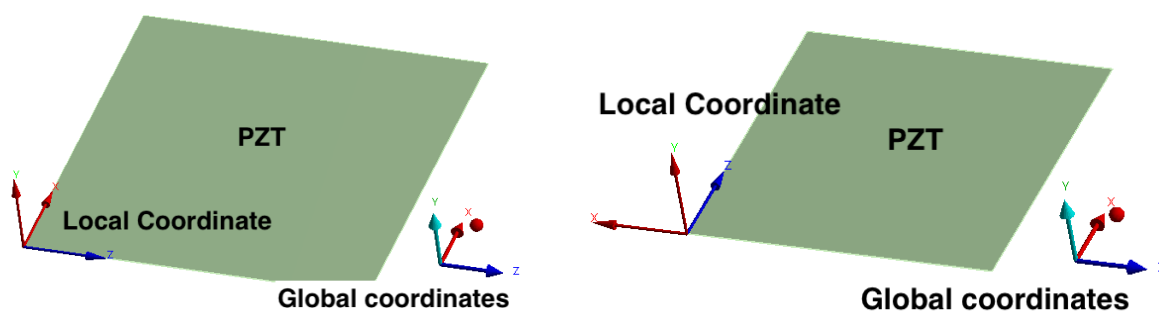 PZT
Y
X
Local Coordinate
Z
Y
X
Z
Global coordinates
Local Coordinate
PZT
Y
Z
X
Y
X
Z
Global coordinates